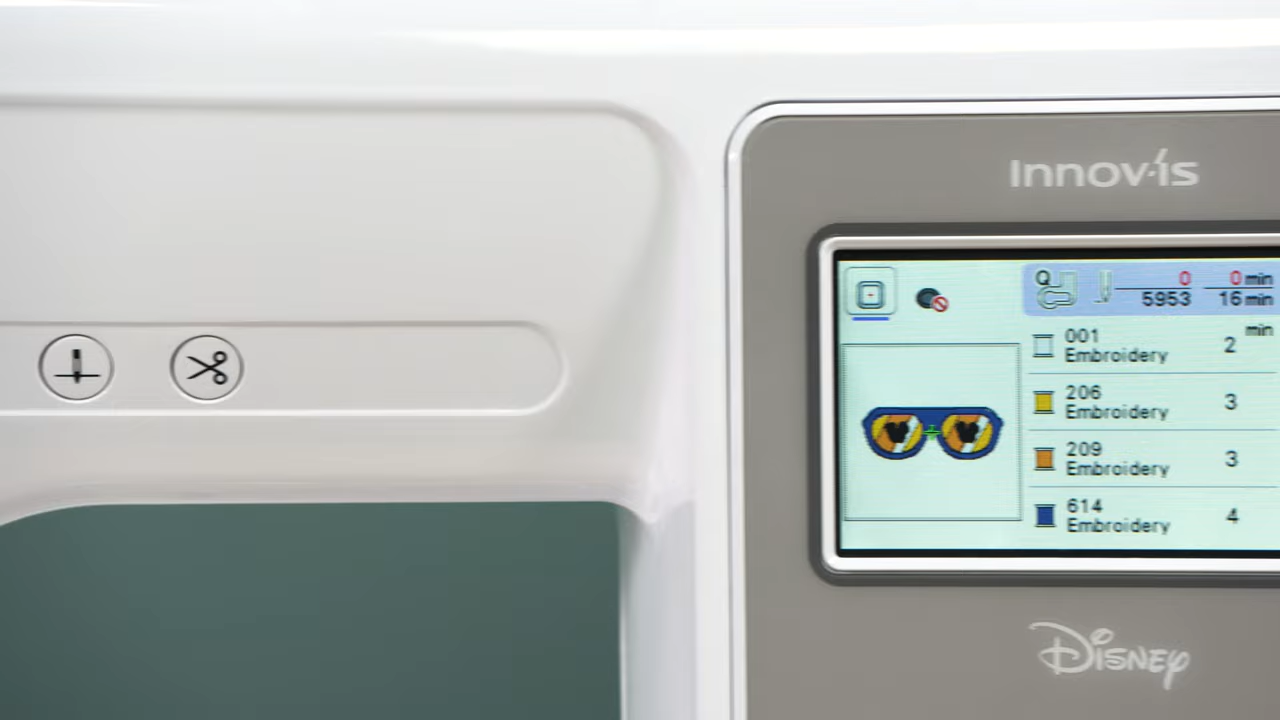 Innov-ís
Q 0 0 min
5953 16 min
min
001
Embroidery 2
206
Embroidery 3
209
Embroidery 3
614
Embroidery 4
Disney